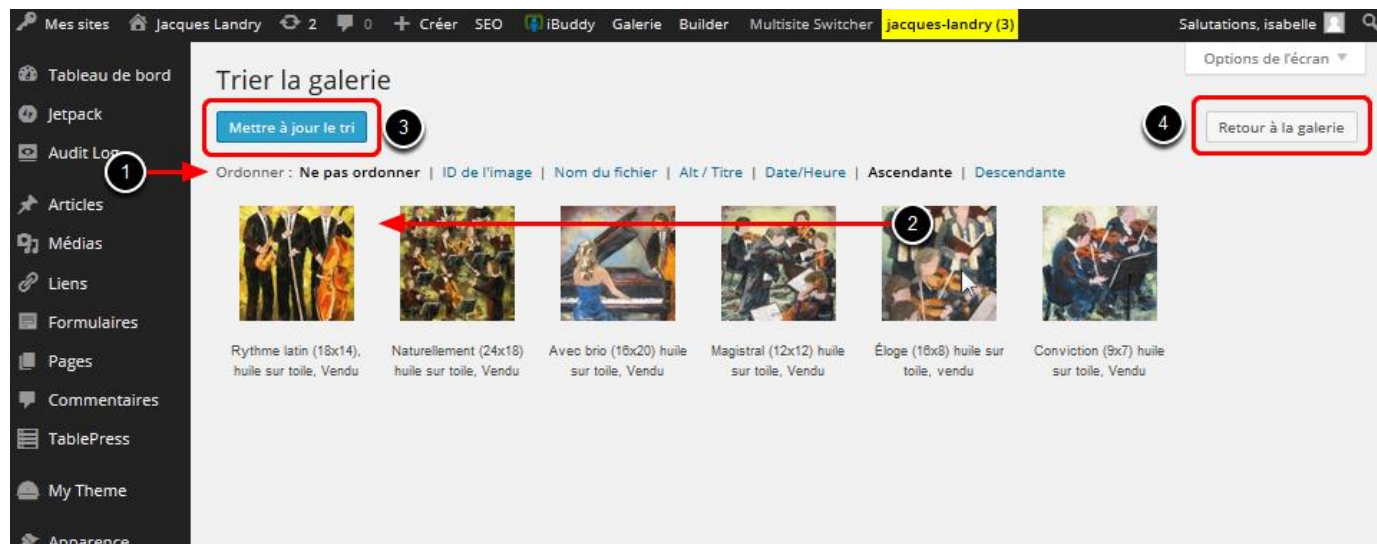 Mes sites Jacques Landry 2 0 + Créer SEO iBuddy Galerie Builder Multisite Switcher jacques-landry (3) Salutations, isabelle
Options de l'écran
Tableau de bord
Jetpack
Audit Log
Articles
Médias
Liens
Formulaires
Pages
Commentaires
TablePress
My Theme
Apparence
Trier la galerie
Mettre à jour le tri
3
4
Retour à la galerie
1
Ordonner : Ne pas ordonner | ID de l'image | Nom du fichier | Alt / Titre | Date/Heure | Ascendante | Descendante
2
Rythme latin (18x14),
huile sur toile, Vendu
Naturellement (24x18)
huile sur toile, Vendu
Avec brio (16x20) huile
sur toile, Vendu
Magistral (12x12) huile
sur toile, Vendu
Éloge (16x8) huile sur
toile, vendu
Conviction (9x7) huile
sur toile, Vendu